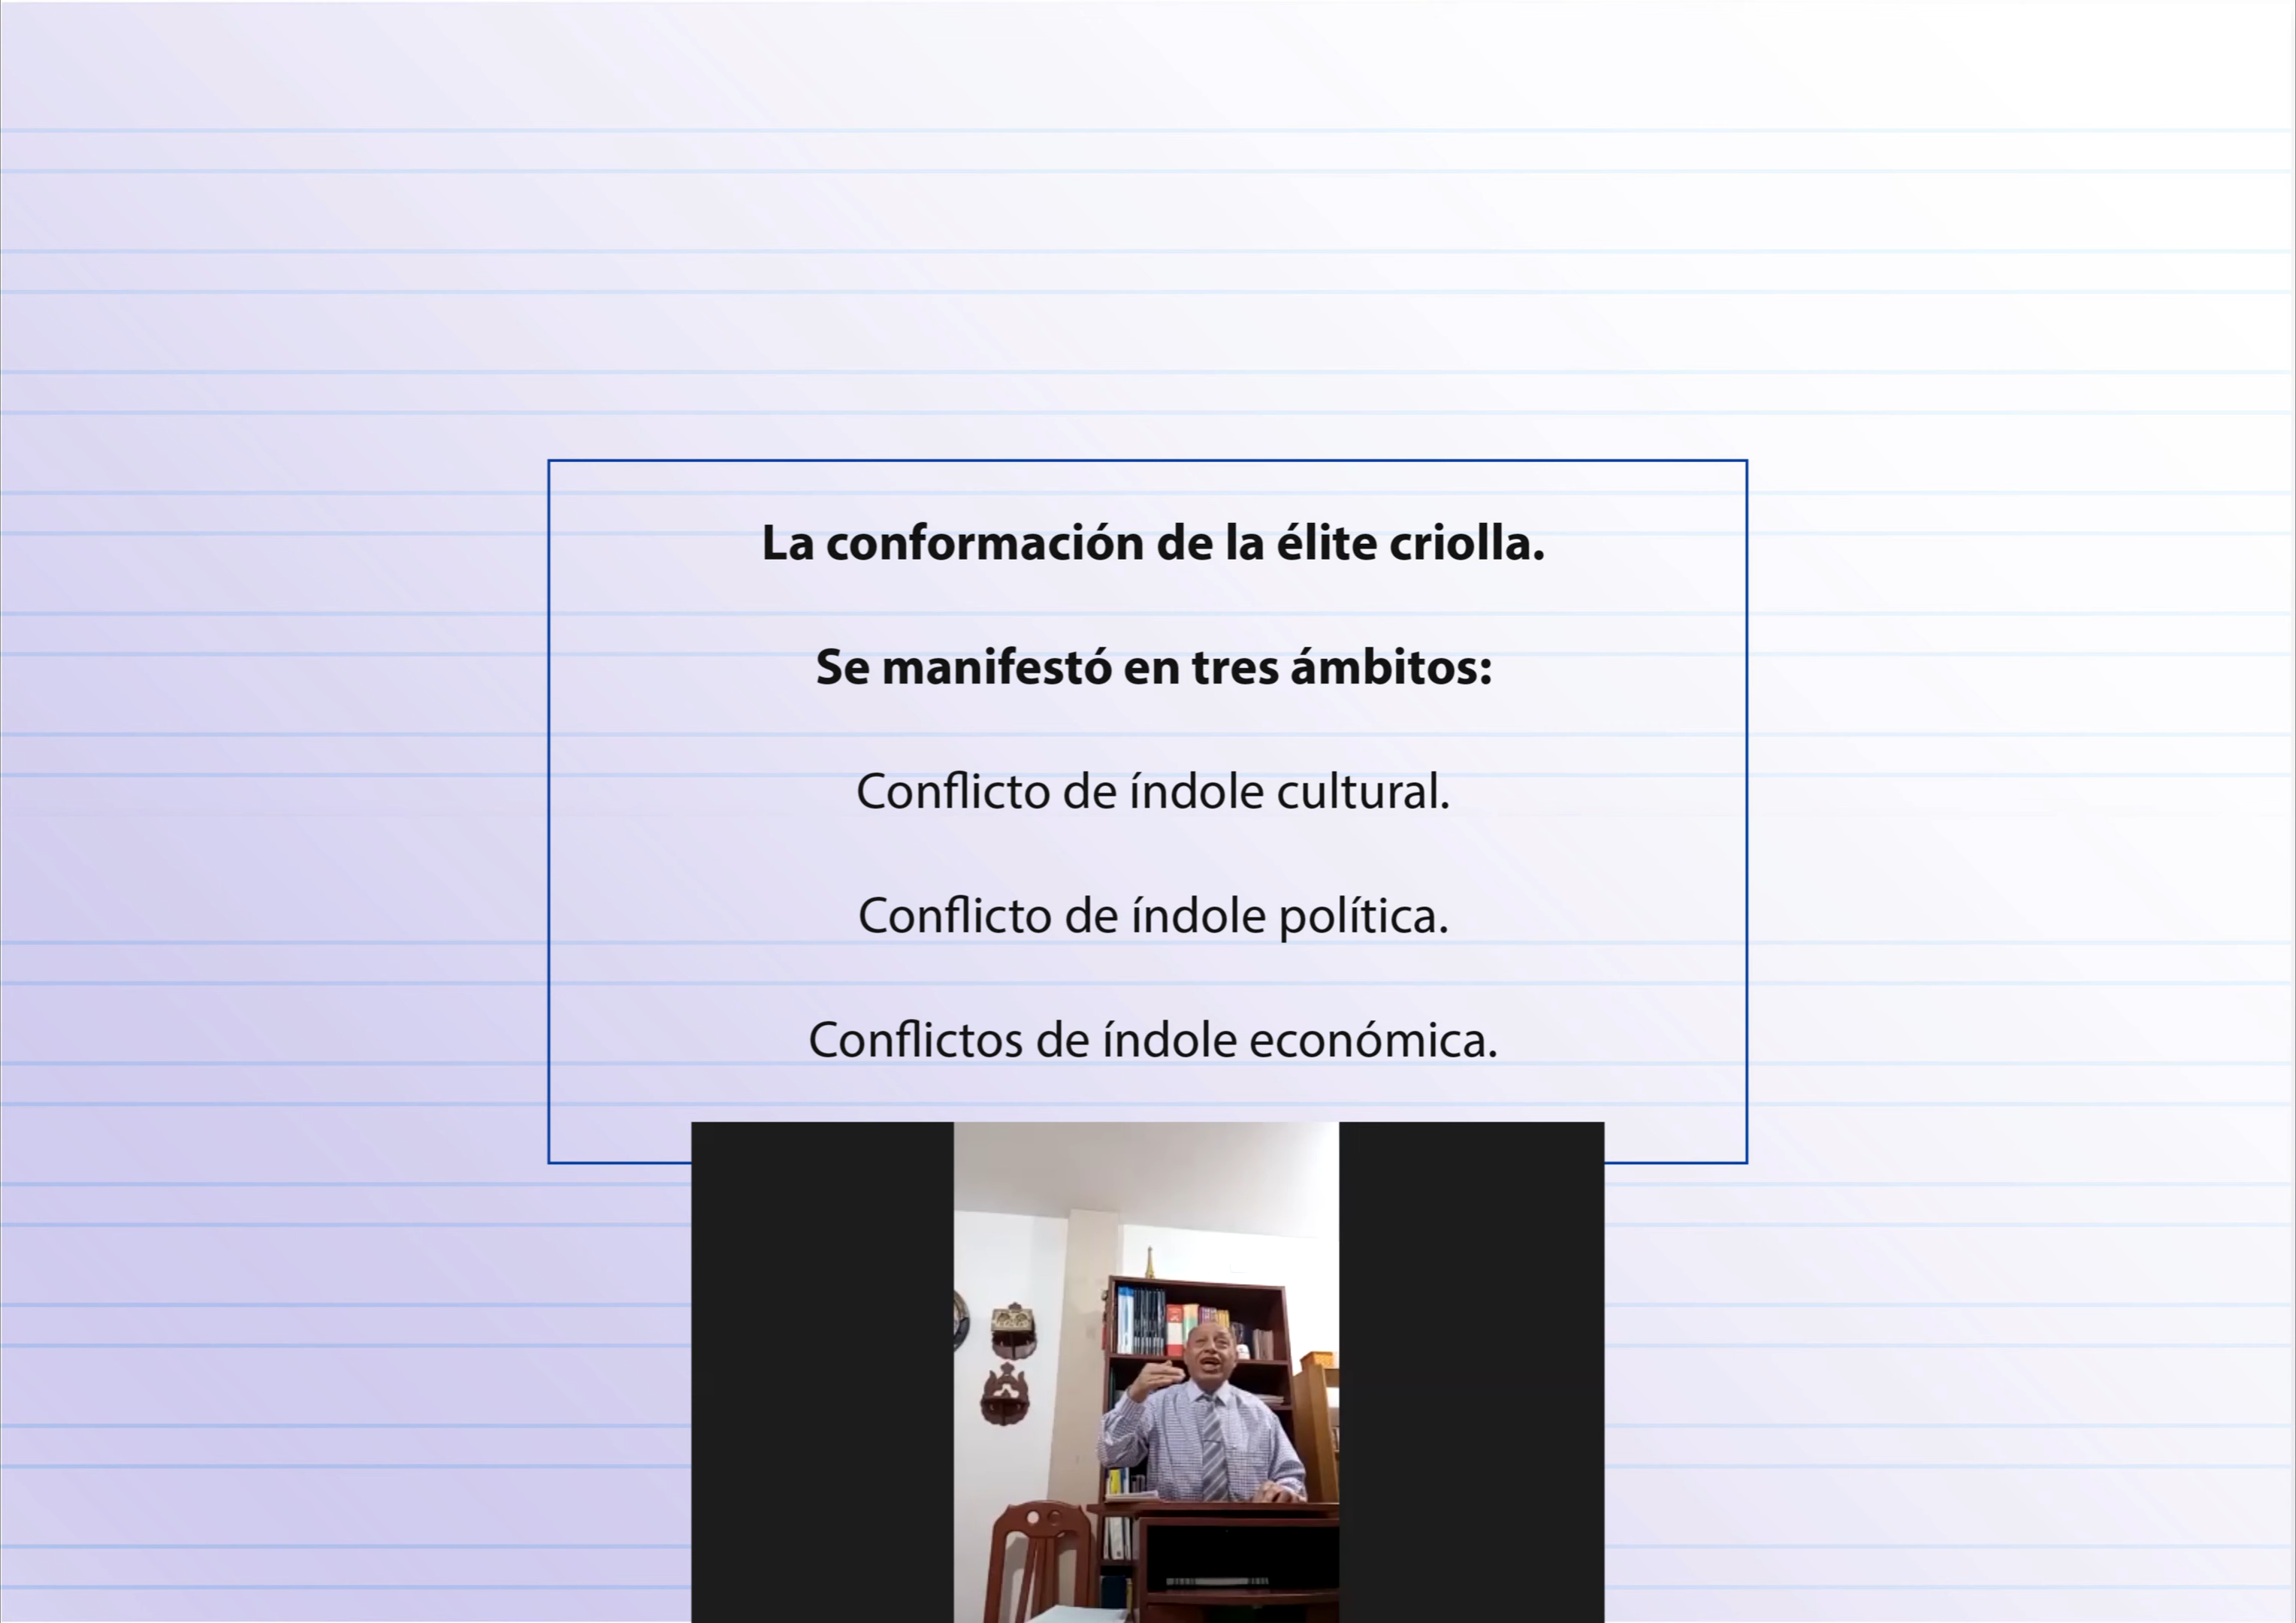 La conformación de la élite criolla.
Se manifestó en tres ámbitos:
Conflicto de índole cultural.
Conflicto de índole política.
Conflictos de índole económica.